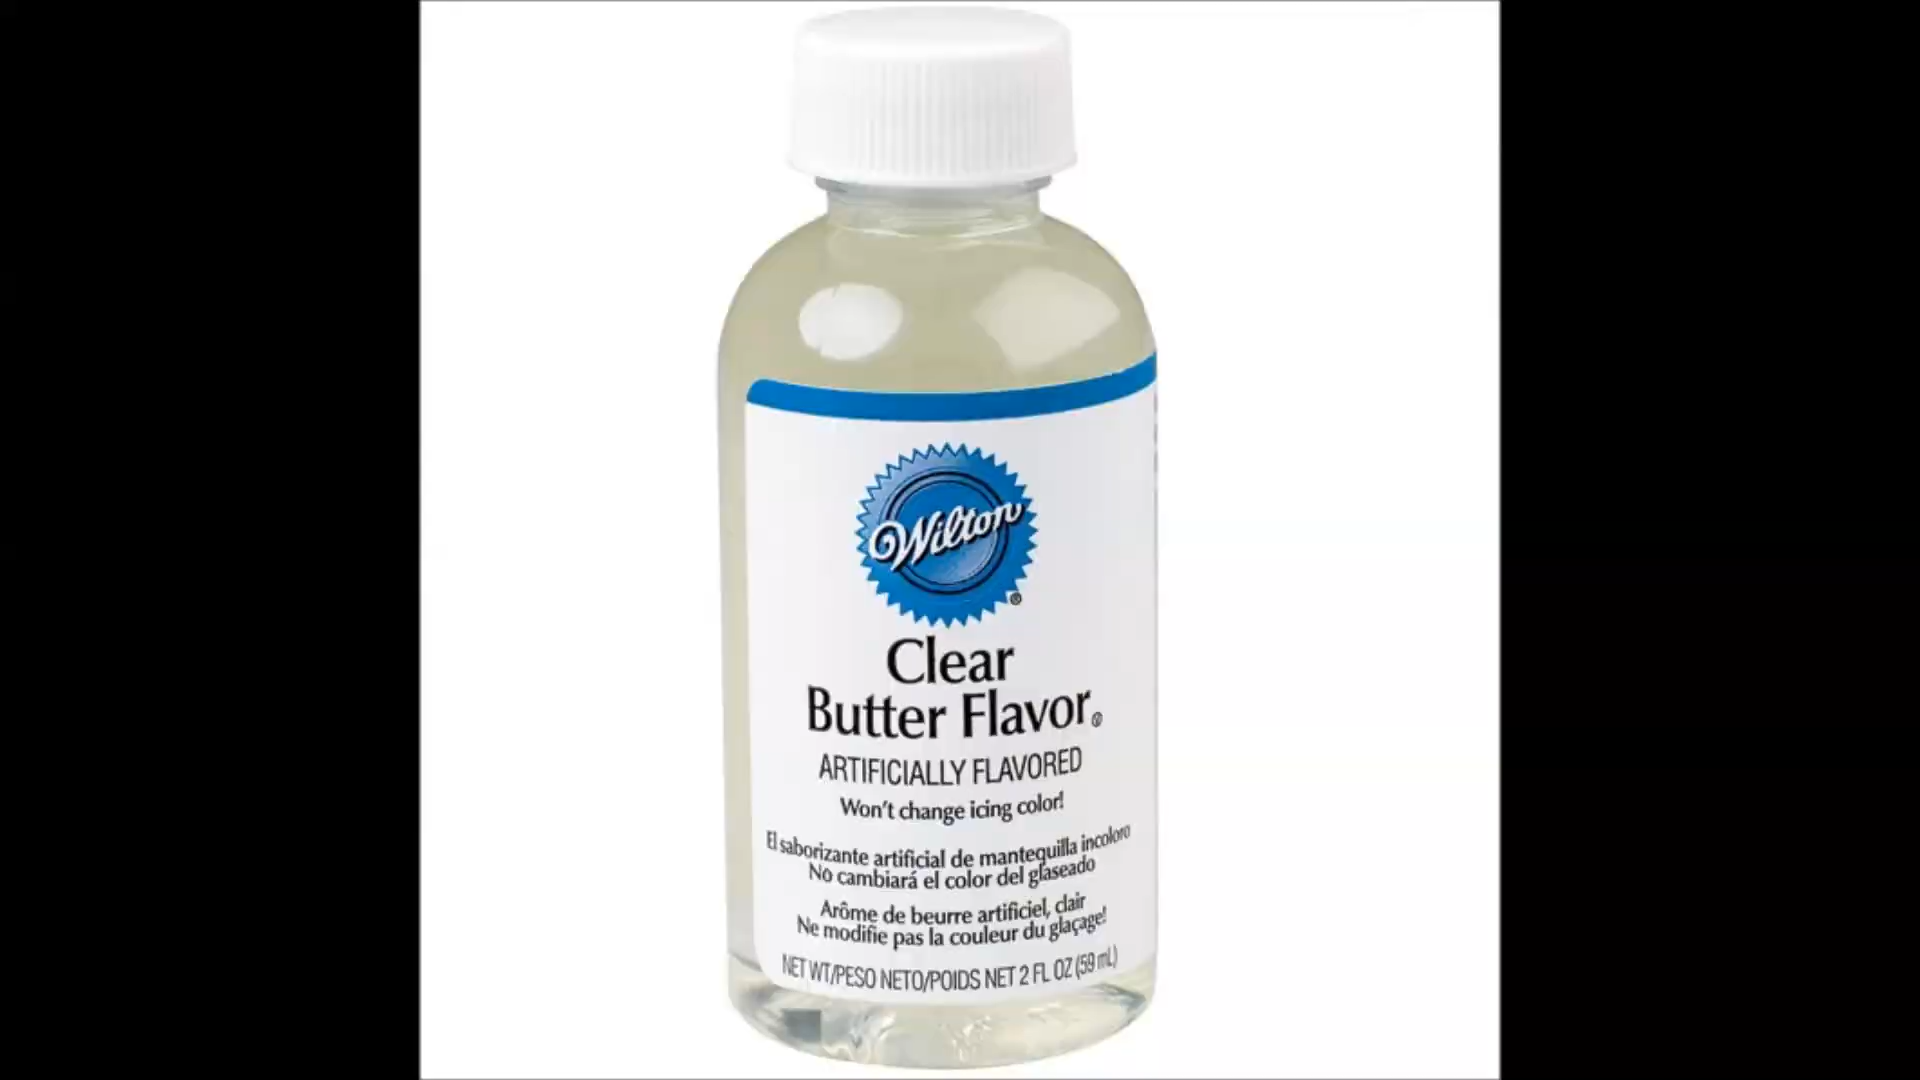 Wilton
®
Clear
Butter Flavor®
ARTIFICIALLY FLAVORED
Won't change icing color!
El saborizante artificial de mantequilla incoloro
No cambiará el color del glaseado
Arôme de beurre artificiel, clair
Ne modifie pas la couleur du glaçage!
NET WT/PESO NETO/POIDS NET 2 FL OZ (59 mL)